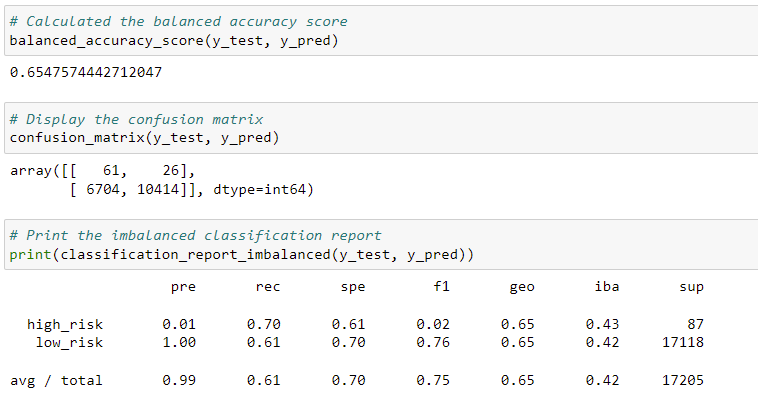 # Calculated the balanced accuracy score
balanced_accuracy_score(y_test, y_pred)
0.6547574442712047
# Display the confusion matrix
confusion_matrix(y_test, y_pred)
array([[   61,    26],
       [ 6704, 10414]], dtype=int64)
# Print the imbalanced classification report
print(classification_report_imbalanced(y_test, y_pred))
                   pre       rec       spe        f1       geo       iba       sup
  high_risk       0.01      0.70      0.61      0.02      0.65      0.43        87
   low_risk       1.00      0.61      0.70      0.76      0.65      0.42     17118
avg / total       0.99      0.61      0.70      0.75      0.65      0.42     17205